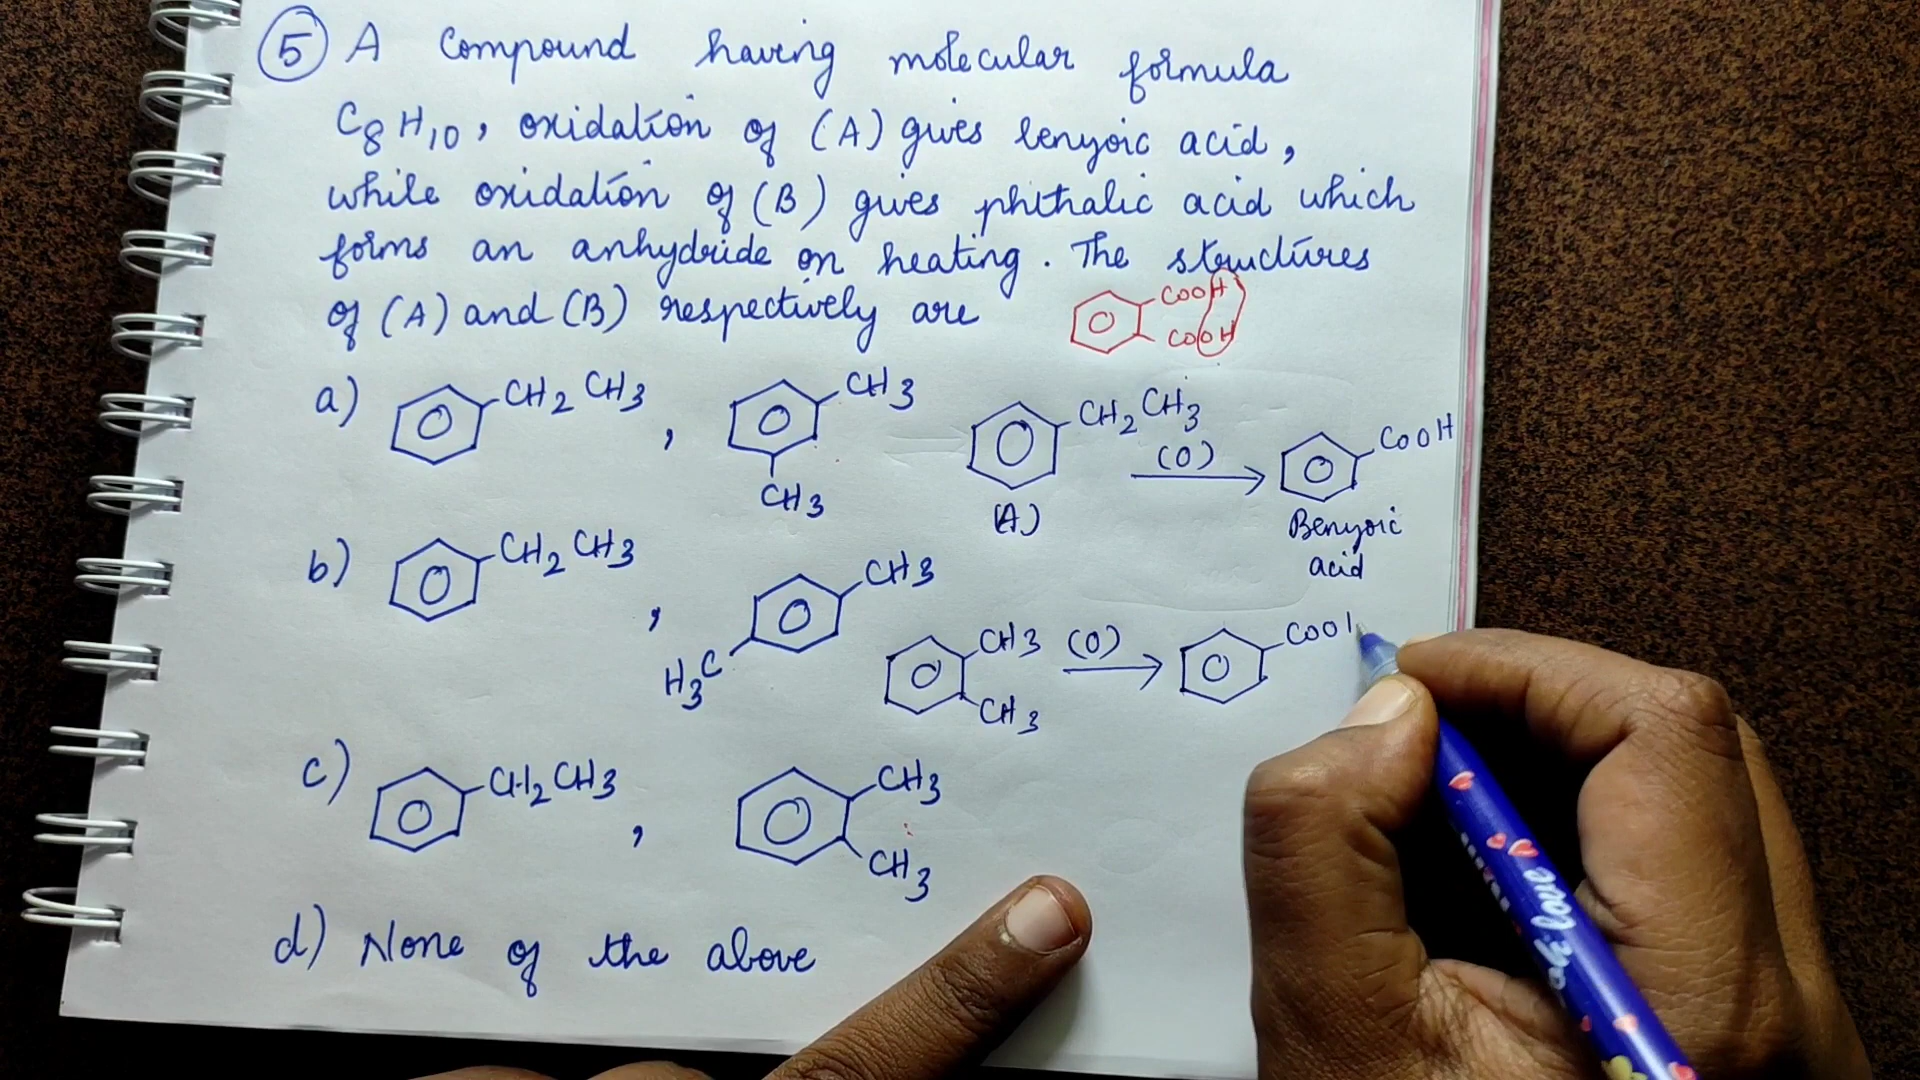 5 A compound having molecular formula
C8H10, oxidation of (A) gives benzoic acid,
while oxidation of (B) gives phthalic acid which
forms an anhydride on heating. The structures
of (A) and (B) respectively are
COOH
COOH
a) CH2CH3 , CH3
CH3
CH2CH3 (O) COOH
(A) Benzoic
acid
b) CH2CH3 , CH3
H3C
CH3 (O) COO
CH3
c) CH2CH3 , CH3
CH3
d) None of the above
love